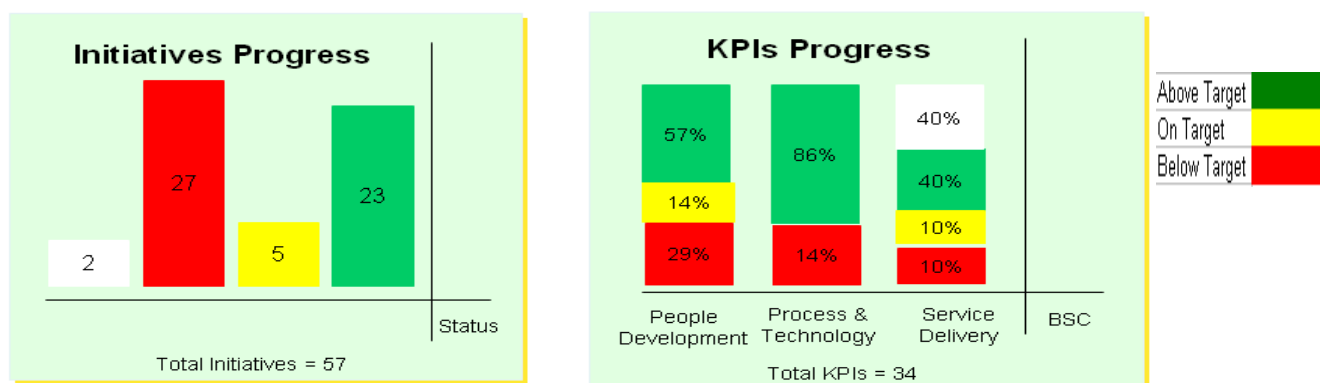 Initiatives Progress
2
27
5
23
Status
Total Initiatives = 57
KPIs Progress
57%
14%
29%
86%
14%
40%
40%
10%
10%
People
Development
Process &
Technology
Service
Delivery
BSC
Total KPIs = 34
Above Target
On Target
Below Target